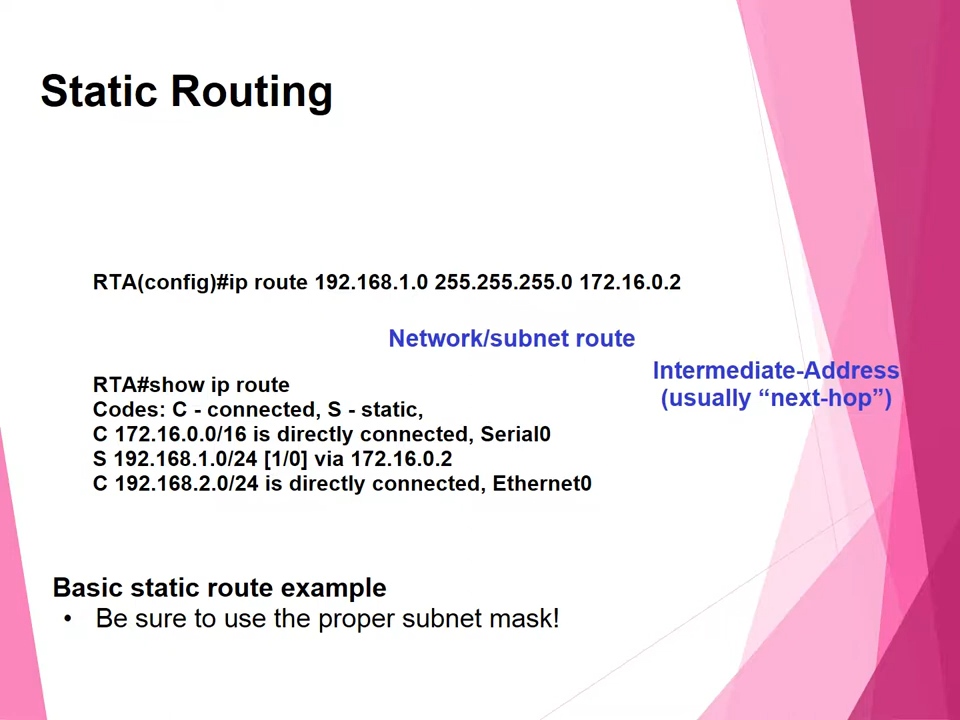 Static Routing
RTA(config)#ip route 192.168.1.0 255.255.255.0 172.16.0.2
Network/subnet route
Intermediate-Address
(usually “next-hop”)
RTA#show ip route
Codes: C - connected, S - static,
C 172.16.0.0/16 is directly connected, Serial0
S 192.168.1.0/24 [1/0] via 172.16.0.2
C 192.168.2.0/24 is directly connected, Ethernet0
Basic static route example
• Be sure to use the proper subnet mask!